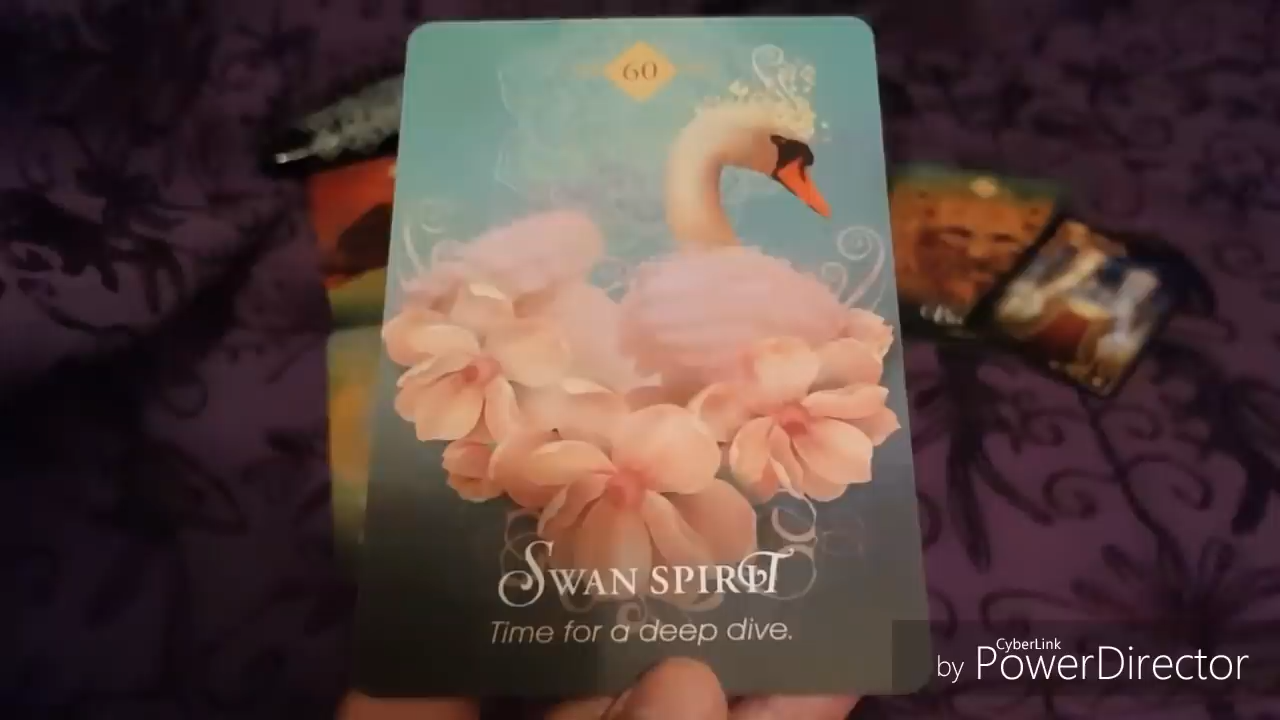 60
SWAN SPIRIT
Time for a deep dive.
CyberLink
by PowerDirector